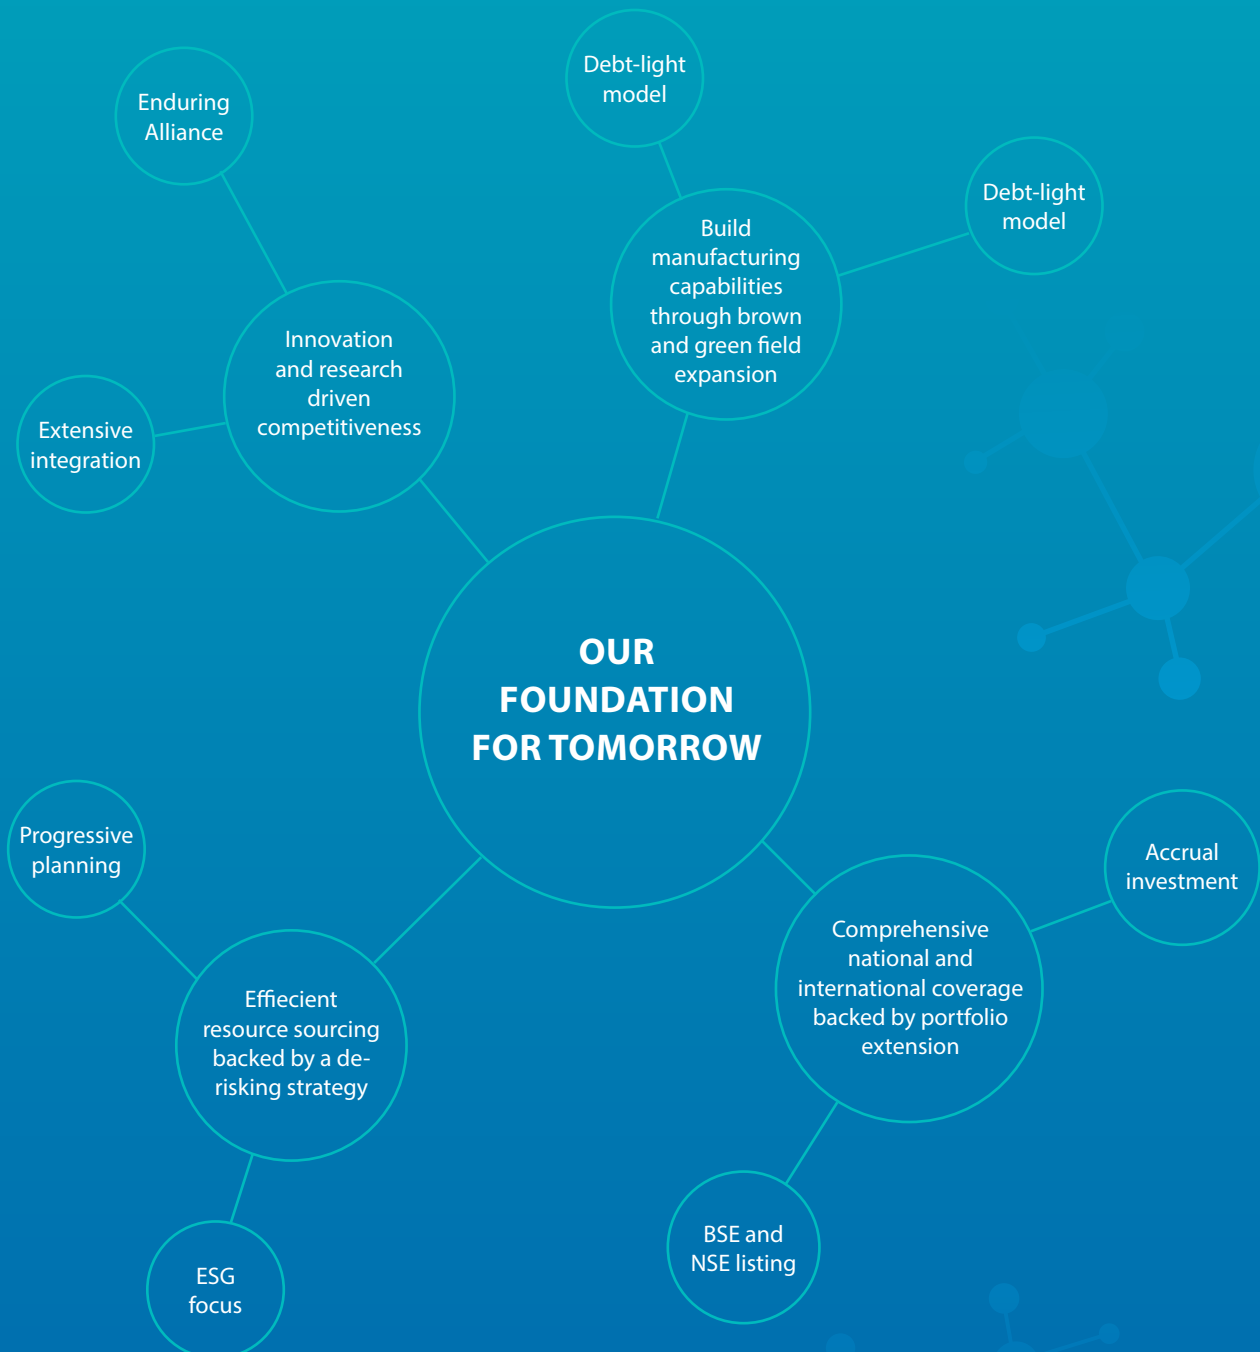 Debt-light
model
Enduring
Alliance
Debt-light
model
Build
manufacturing
capabilities
through brown
and green field
expansion
Innovation
and research
driven
competitiveness
Extensive
integration
OUR
FOUNDATION
FOR TOMORROW
Progressive
planning
Accrual
investment
Comprehensive
national and
international coverage
backed by portfolio
extension
Effiecient
resource sourcing
backed by a de-
risking strategy
BSE and
NSE listing
ESG
focus